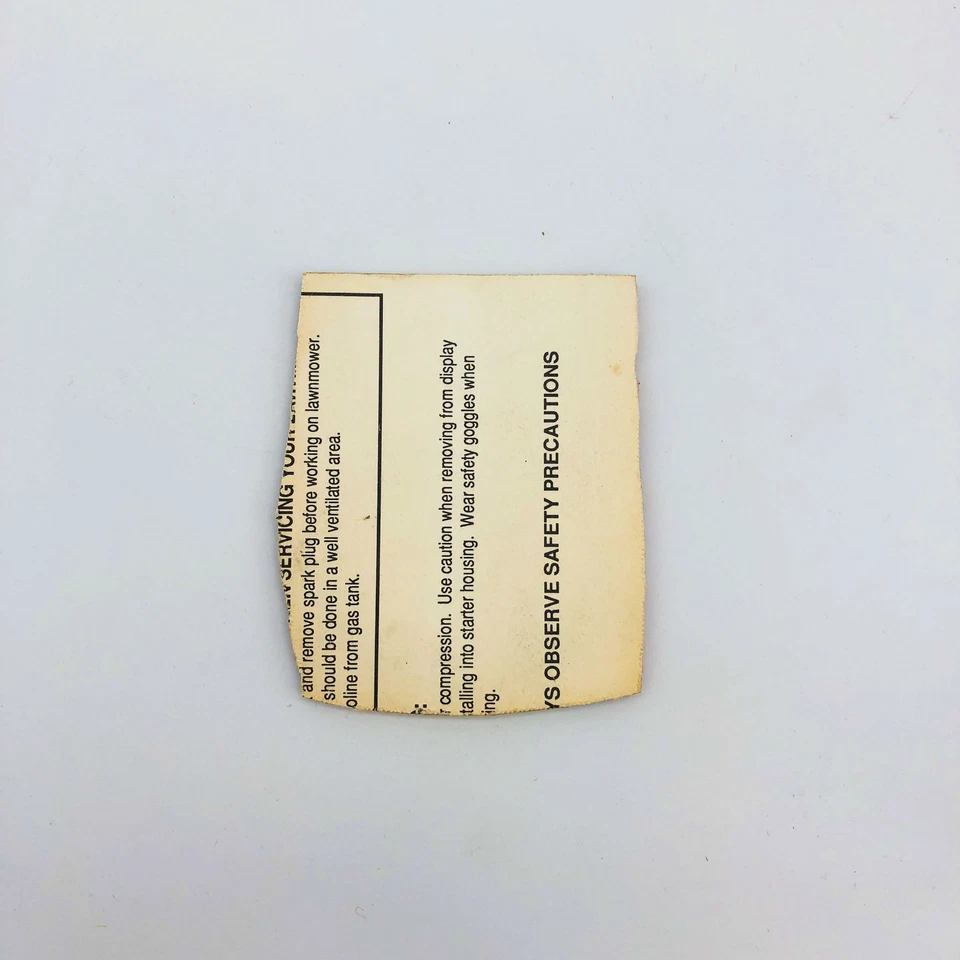 SERVICING YOUR
and remove spark plug before working on lawnmower.
should be done in a well ventilated area.
oline from gas tank.
:
r compression. Use caution when removing from display
talling into starter housing. Wear safety goggles when
ing.
YS OBSERVE SAFETY PRECAUTIONS